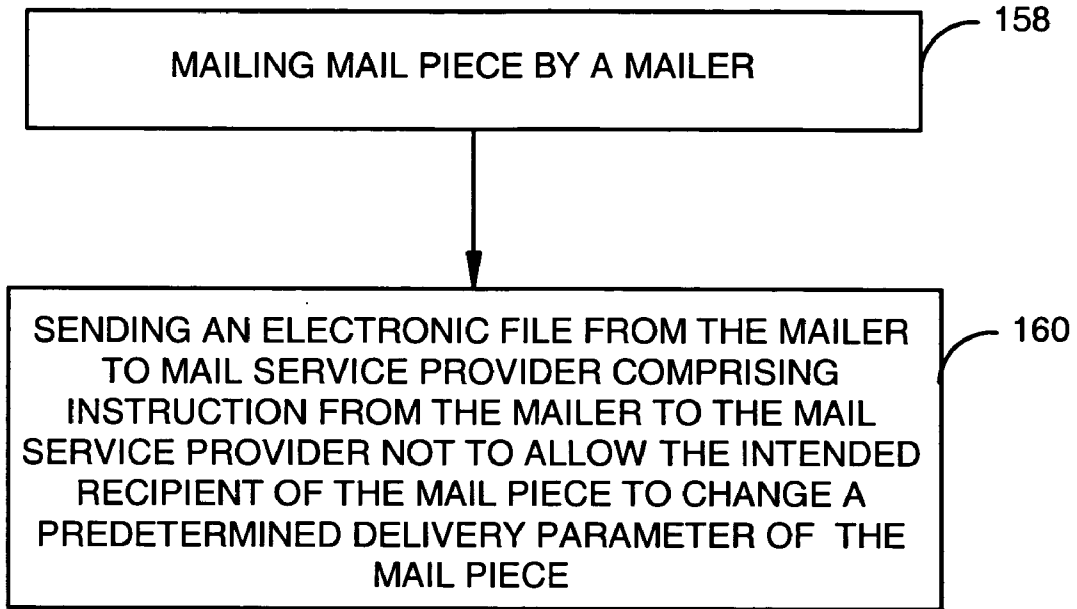 158
MAILING MAIL PIECE BY A MAILER
SENDING AN ELECTRONIC FILE FROM THE MAILER
TO MAIL SERVICE PROVIDER COMPRISING
INSTRUCTION FROM THE MAILER TO THE MAIL
SERVICE PROVIDER NOT TO ALLOW THE INTENDED
RECIPIENT OF THE MAIL PIECE TO CHANGE A
PREDETERMINED DELIVERY PARAMETER OF THE
MAIL PIECE
160